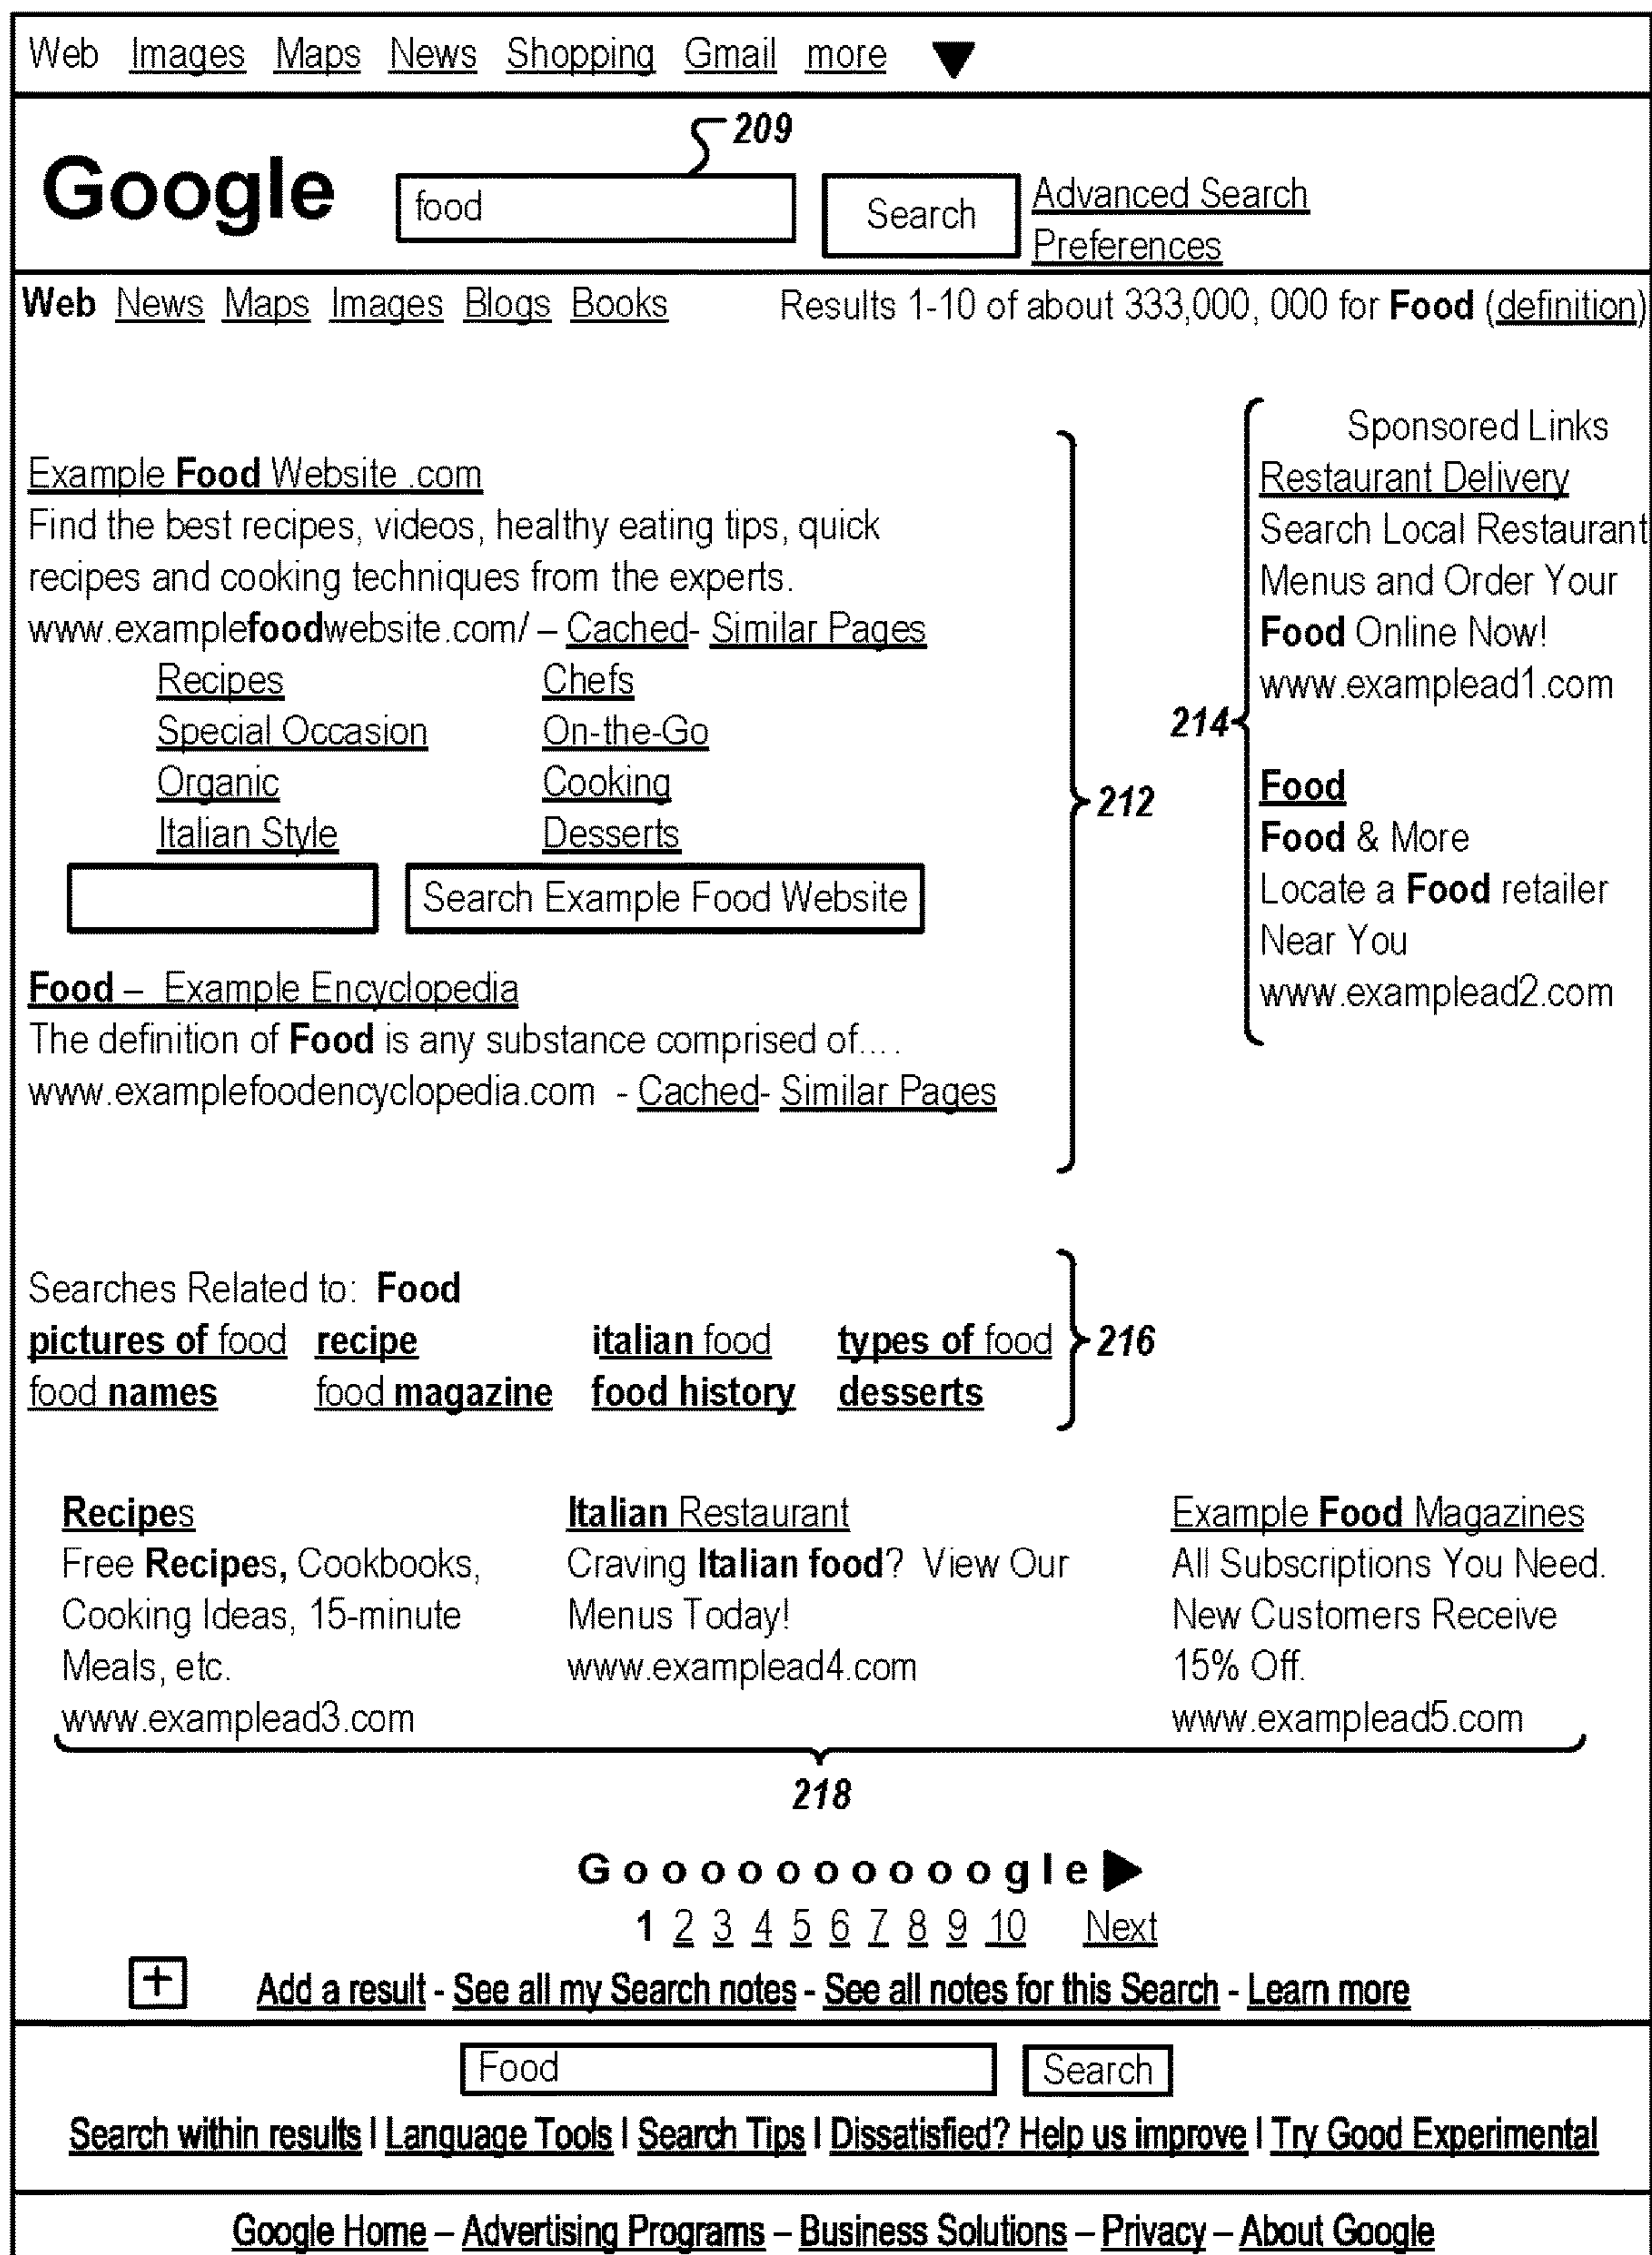 Web Images Maps News Shopping Gmail more
209
Google food Search Advanced Search
Preferences
Web News Maps Images Blogs Books Results 1-10 of about 333,000, 000 for Food (definition)
Example Food Website .com
Find the best recipes, videos, healthy eating tips, quick
recipes and cooking techniques from the experts.
www.examplefoodwebsite.com/ – Cached- Similar Pages
Recipes Chefs
Special Occasion On-the-Go
Organic Cooking
Italian Style Desserts
Search Example Food Website
Food – Example Encyclopedia
The definition of Food is any substance comprised of....
www.examplefoodencyclopedia.com - Cached- Similar Pages
212
Sponsored Links
Restaurant Delivery
Search Local Restaurant
Menus and Order Your
Food Online Now!
www.examplead1.com
214
Food
Food & More
Locate a Food retailer
Near You
www.examplead2.com
Searches Related to: Food
pictures of food recipe italian food types of food
food names food magazine food history desserts
216
Recipes
Free Recipes, Cookbooks,
Cooking Ideas, 15-minute
Meals, etc.
www.examplead3.com
Italian Restaurant
Craving Italian food? View Our
Menus Today!
www.examplead4.com
Example Food Magazines
All Subscriptions You Need.
New Customers Receive
15% Off.
www.examplead5.com
218
G o o o o o o o o o o g l e
1 2 3 4 5 6 7 8 9 10 Next
+ Add a result - See all my Search notes - See all notes for this Search - Learn more
Food Search
Search within results | Language Tools | Search Tips | Dissatisfied? Help us improve | Try Good Experimental
Google Home – Advertising Programs – Business Solutions – Privacy – About Google